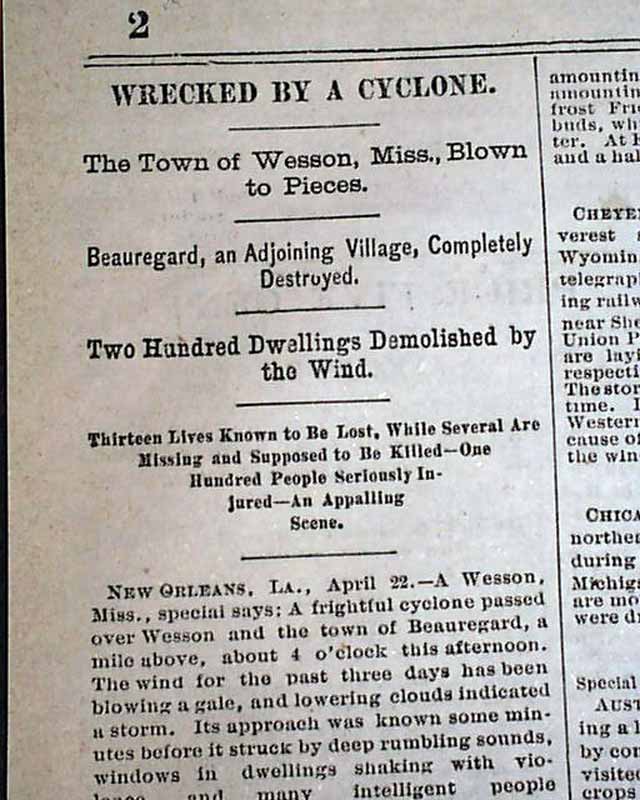 2
WRECKED BY A CYCLONE.
The Town of Wesson, Miss., Blown
to Pieces.
Beauregard, an Adjoining Village, Completely
Destroyed.
Two Hundred Dwellings Demolished by
the Wind.
Thirteen Lives Known to Be Lost, While Several Are
Missing and Supposed to Be Killed—One
Hundred People Seriously In-
jured—An Appalling
Scene.
NEW ORLEANS, LA., April 22.—A Wesson,
Miss., special says: A frightful cyclone passed
over Wesson and the town of Beauregard, a
mile above, about 4 o'clock this afternoon.
The wind for the past three days has been
blowing a gale, and lowering clouds indicated
a storm. Its approach was known some min-
utes before it struck by deep rumbling sounds,
windows in dwellings shaking with vio-
and many intelligent people
amountin
amountin
frost Fri
buds, wh
ter. At
and a hal
CHEYE
verest
Wyomin
telegrap
ing railw
near She
Union P
are layi
respecti
The stor
time.
Western
cause of
the win
CHICA
northe
during
Michig
are mo
were d
Special
AUST
ing a l
by cor
visited
crops